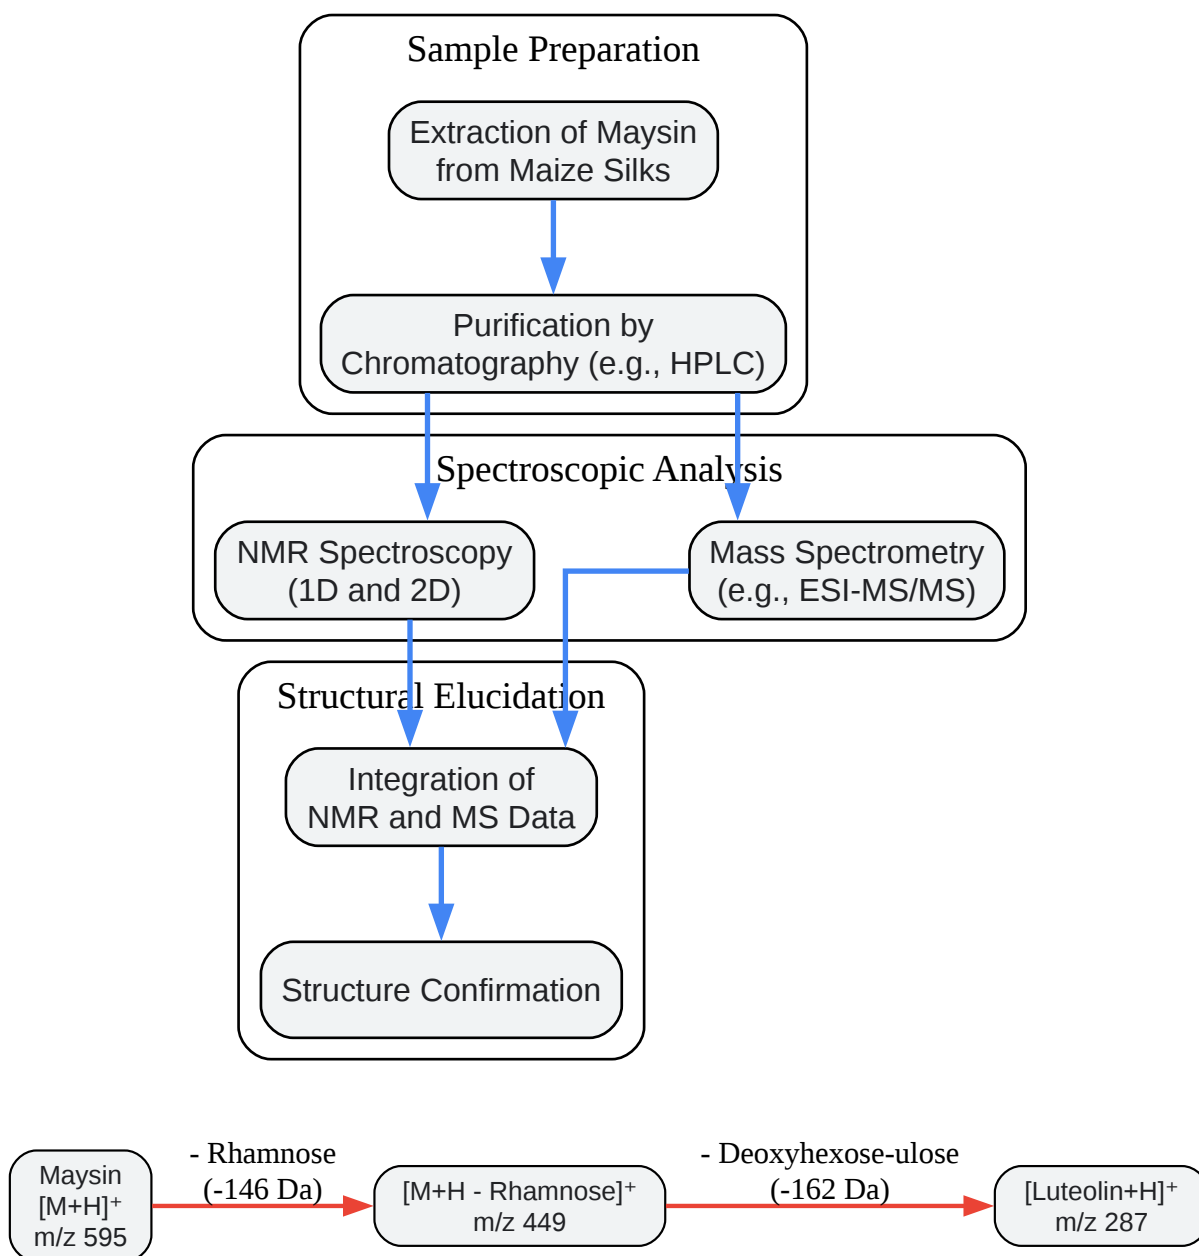 Sample Preparation
Extraction of Maysin
from Maize Silks
Purification by
Chromatography (e.g., HPLC)
Spectroscopic Analysis
NMR Spectroscopy
(1D and 2D)
Mass Spectrometry
(e.g., ESI-MS/MS)
Structural Elucidation
Integration of
NMR and MS Data
Structure Confirmation
Maysin
[M+H]⁺
m/z 595
- Rhamnose
(-146 Da)
[M+H - Rhamnose]⁺
m/z 449
- Deoxyhexose-ulose
(-162 Da)
[Luteolin+H]⁺
m/z 287